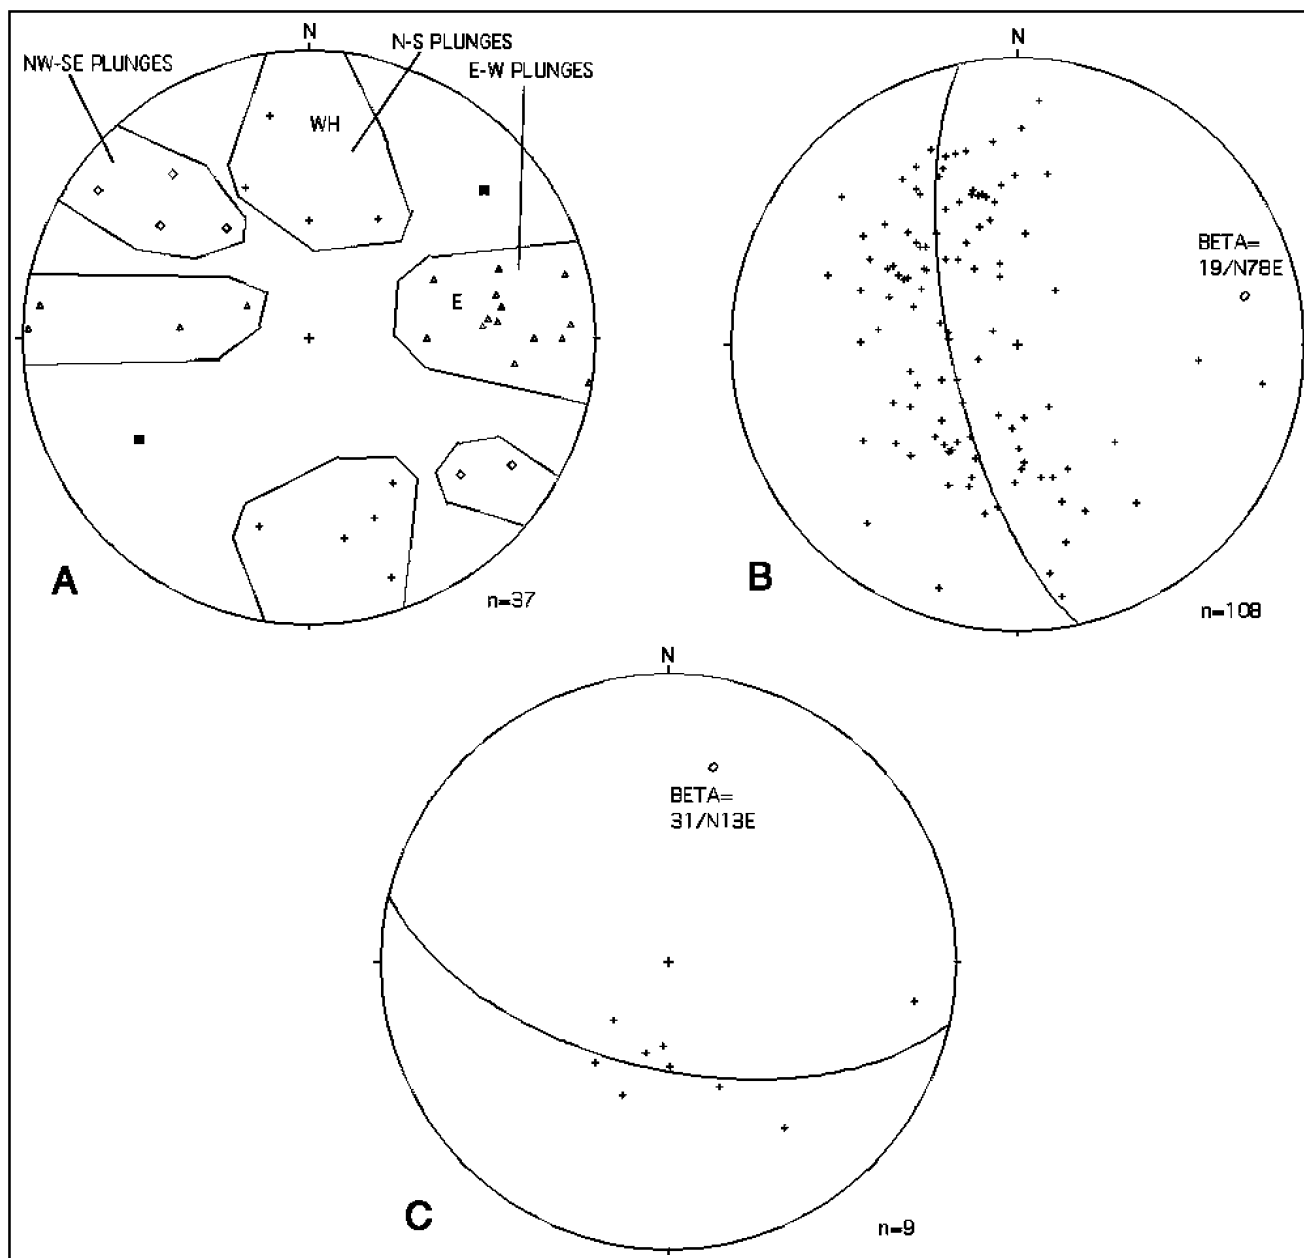 N
NW-SE PLUNGES
N-S PLUNGES
E-W PLUNGES
WH
E
A
n=37
N
BETA=
19/N78E
B
n=108
N
BETA=
31/N13E
C
n=9